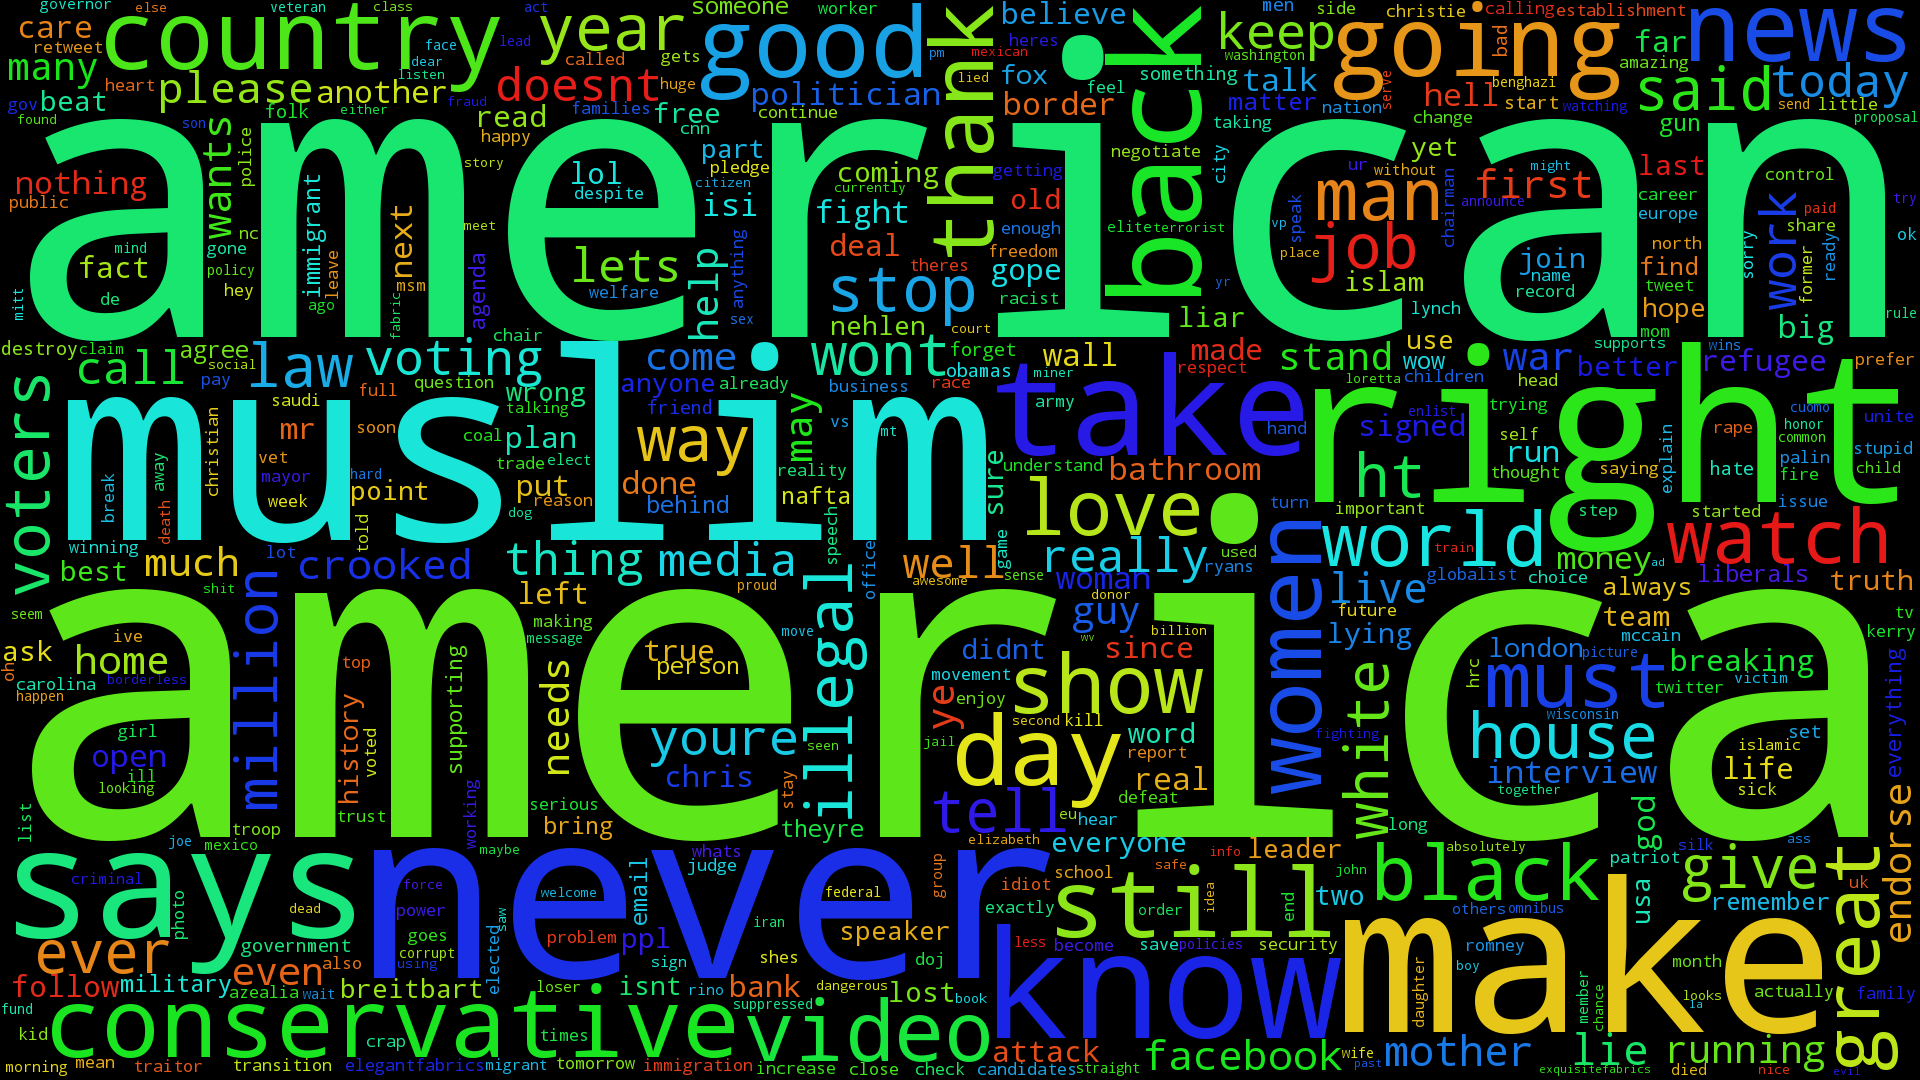 governor else veteran class act someone worker believe men side christie calling establishment
care country year good thank back keep going news
retweet face lead called gets pm heres mexican washington bad far
many dear listen huge lied fox feel something talk benghazi amazing today
heart please another doesnt politician border matter nation serve hell start watching said send little
gov beat fraud families read free continue change gun proposal
found son folk either happy cnn taking yet
american
nothing wants police immigrant story lol part pledge coming negotiate city ur without man first might last control
public despite citizen currently getting old speak chairman announce career work paid try
mind nc gone next meet isi fight enough elite terrorist vp job europe share
fact policy leave msm agenda lets anything deal freedom place islam join north sorry former ready ok
de hey ago fabric welfare help stop theres gope yr name find
mitt chair sex nehlen racist liar lynch record tweet hope big rule
court mom
destroy claim agree law voting come wont forget wall made stand use war supports wins refugee prefer
call social question obamas respect wow better
pay full wrong anyone already business race miner loretta children head
voters muslim take right
saudi talking friend vs army hand enlist signed trying cuomo unite
christian mr soon coal plan way may mt self rape honor
vet trade elect reality understand bathroom run thought saying hate explain common stupid
break away mayor hard put done nafta sure ht palin fire child
week point reason behind love turn important step started issue
death told dog speech game women world watch
winning lot thing media well really used train money ad
best much crooked office sense ryans globalist choice liberals truth
shit left proud awesome woman live always
seem million making donor guy future team tv
america
ask ive message true move wv billion lying london picture mccain kerry
oh home top supporting needs person didnt since hrc must breaking everything
carolina borderless movement white twitter victim
happen history ye enjoy show wisconsin
girl voted youre seen second kill word fighting house islamic set
open jail day report interview life
ill chris stay real together sick
looking illegal tell defeat god endorse
list trust working serious eu hear long
troop bring theyre
joe mexico maybe whats elizabeth everyone info leader john absolutely silk ass
says never judge group safe black patriot give great
criminal force welcome email federal idiot school still two usa uk
photo dead power exactly idea end others omnibus remember
goes problem ppl speaker order romney
ever government corrupt elected saw iran less become save policies security
even also using sign shes doj know make boy month
follow military isnt rino bank dangerous lost daughter member looks actually family
azealia wait breitbart loser suppressed book chance la
fund
kid conservative video
crap times attack facebook wife mother lie running
morning mean traitor transition elegantfabrics migrant tomorrow immigration increase close check candidates straight past exquisitefabrics died nice evil